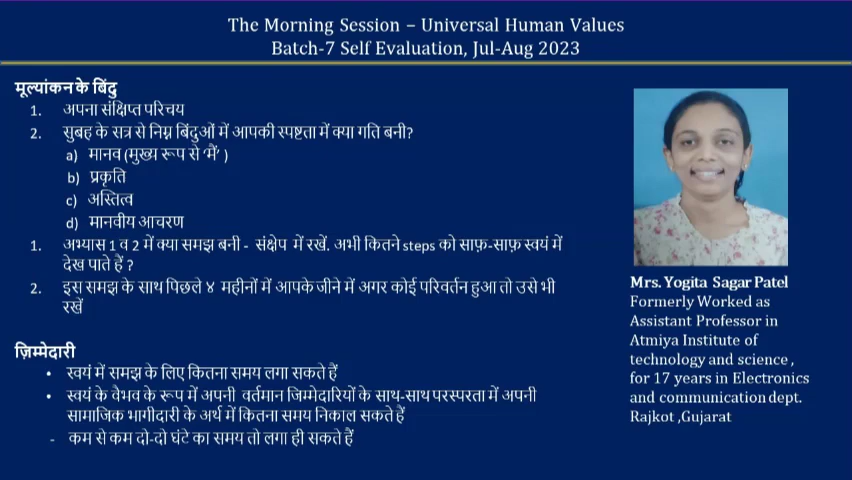 The Morning Session – Universal Human Values
Batch-7 Self Evaluation, Jul-Aug 2023
मूल्यांकन के बिंदु
1. अपना संक्षिप्त परिचय
2. सुबह के सत्र से निम्न बिंदुओं में आपकी स्पष्टता में क्या गति बनी?
a) मानव (मुख्य रूप से ‘मैं’ )
b) प्रकृति
c) अस्तित्व
d) मानवीय आचरण
1. अभ्यास 1 व 2 में क्या समझ बनी - संक्षेप में रखें. अभी कितने steps को साफ़-साफ़ स्वयं में
देख पाते हैं ?
2. इस समझ के साथ पिछले ४ महीनों में आपके जीने में अगर कोई परिवर्तन हुआ तो उसे भी
रखें
ज़िम्मेदारी
• स्वयं में समझ के लिए कितना समय लगा सकते हैं
• स्वयं के वैभव के रूप में अपनी वर्तमान जिम्मेदारियों के साथ-साथ परस्परता में अपनी
सामाजिक भागीदारी के अर्थ में कितना समय निकाल सकते हैं
- कम से कम दो-दो घंटे का समय तो लगा ही सकते हैं
Mrs. Yogita Sagar Patel
Formerly Worked as
Assistant Professor in
Atmiya Institute of
technology and science ,
for 17 years in Electronics
and communication dept.
Rajkot ,Gujarat